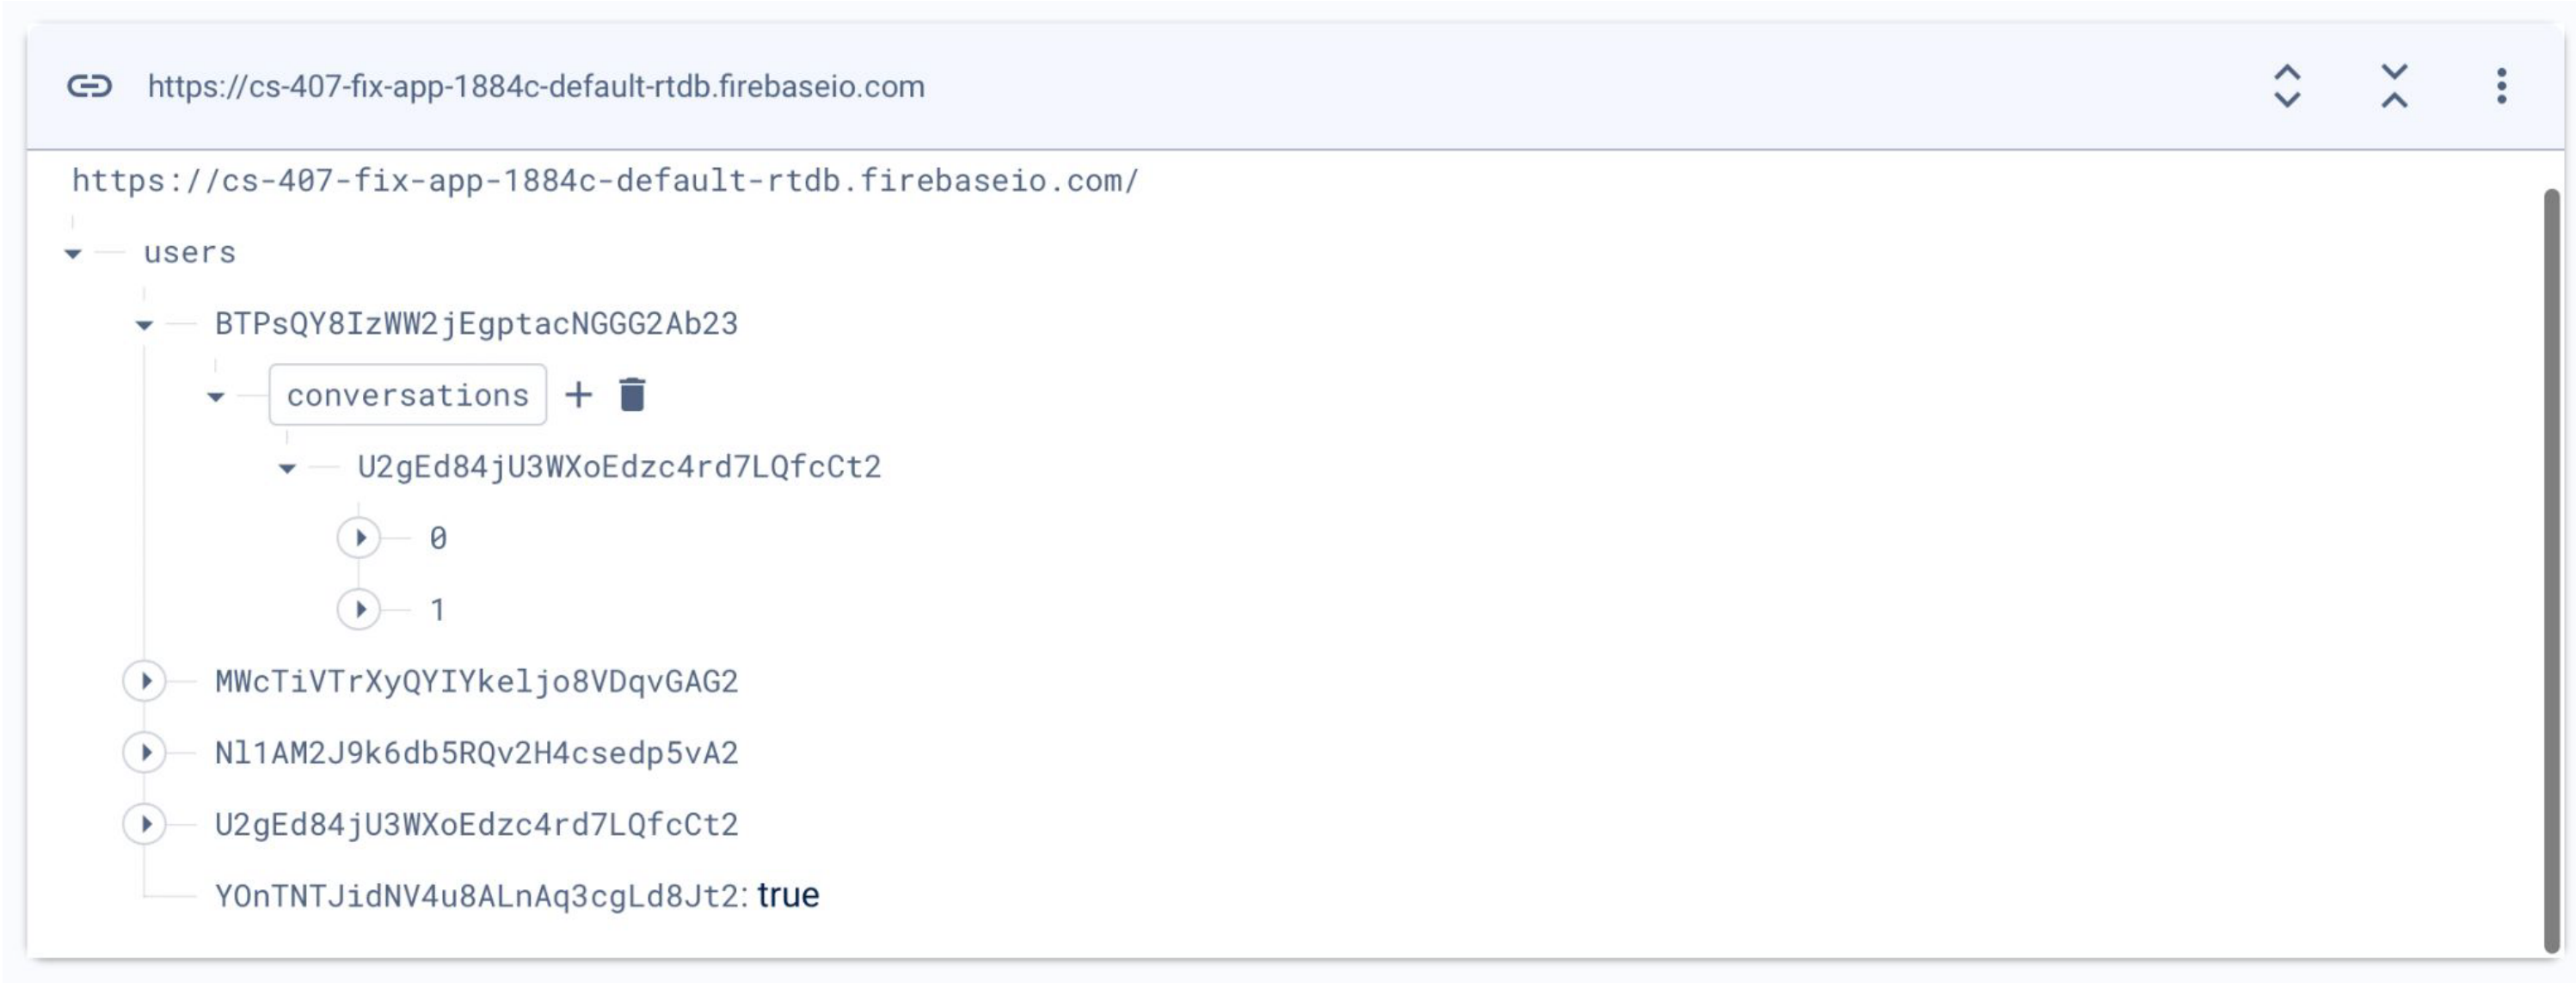 https://cs-407-fix-app-1884c-default-rtdb.firebaseio.com
https://cs-407-fix-app-1884c-default-rtdb.firebaseio.com/
users
BTPsQY8IzWW2jEgptacNGGG2Ab23
conversations
U2gEd84jU3WXoEdzc4rd7LQfcCt2
0
1
MWcTiVTrXyQYIYkeljo8VDqvGAG2
Nl1AM2J9k6db5RQv2H4csedp5vA2
U2gEd84jU3WXoEdzc4rd7LQfcCt2
YOnTNTJidNV4u8ALnAq3cgLd8Jt2: true